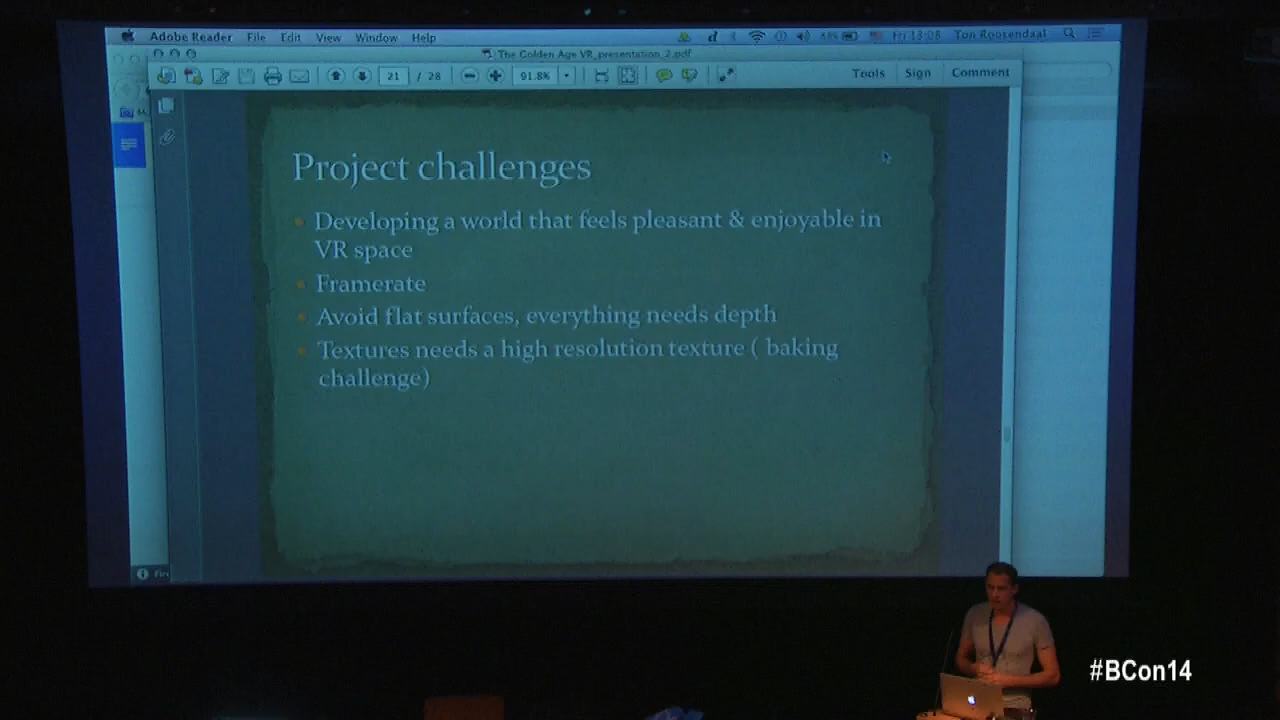 Adobe Reader File Edit View Window Help Fri 13:08 Ton Roosendaal
The Golden Age VR_presentation_2.pdf
21 / 28 91.8% Tools Sign Comment
Project challenges
Developing a world that feels pleasant & enjoyable in
VR space
Framerate
Avoid flat surfaces, everything needs depth
Textures needs a high resolution texture ( baking
challenge)
#BCon14